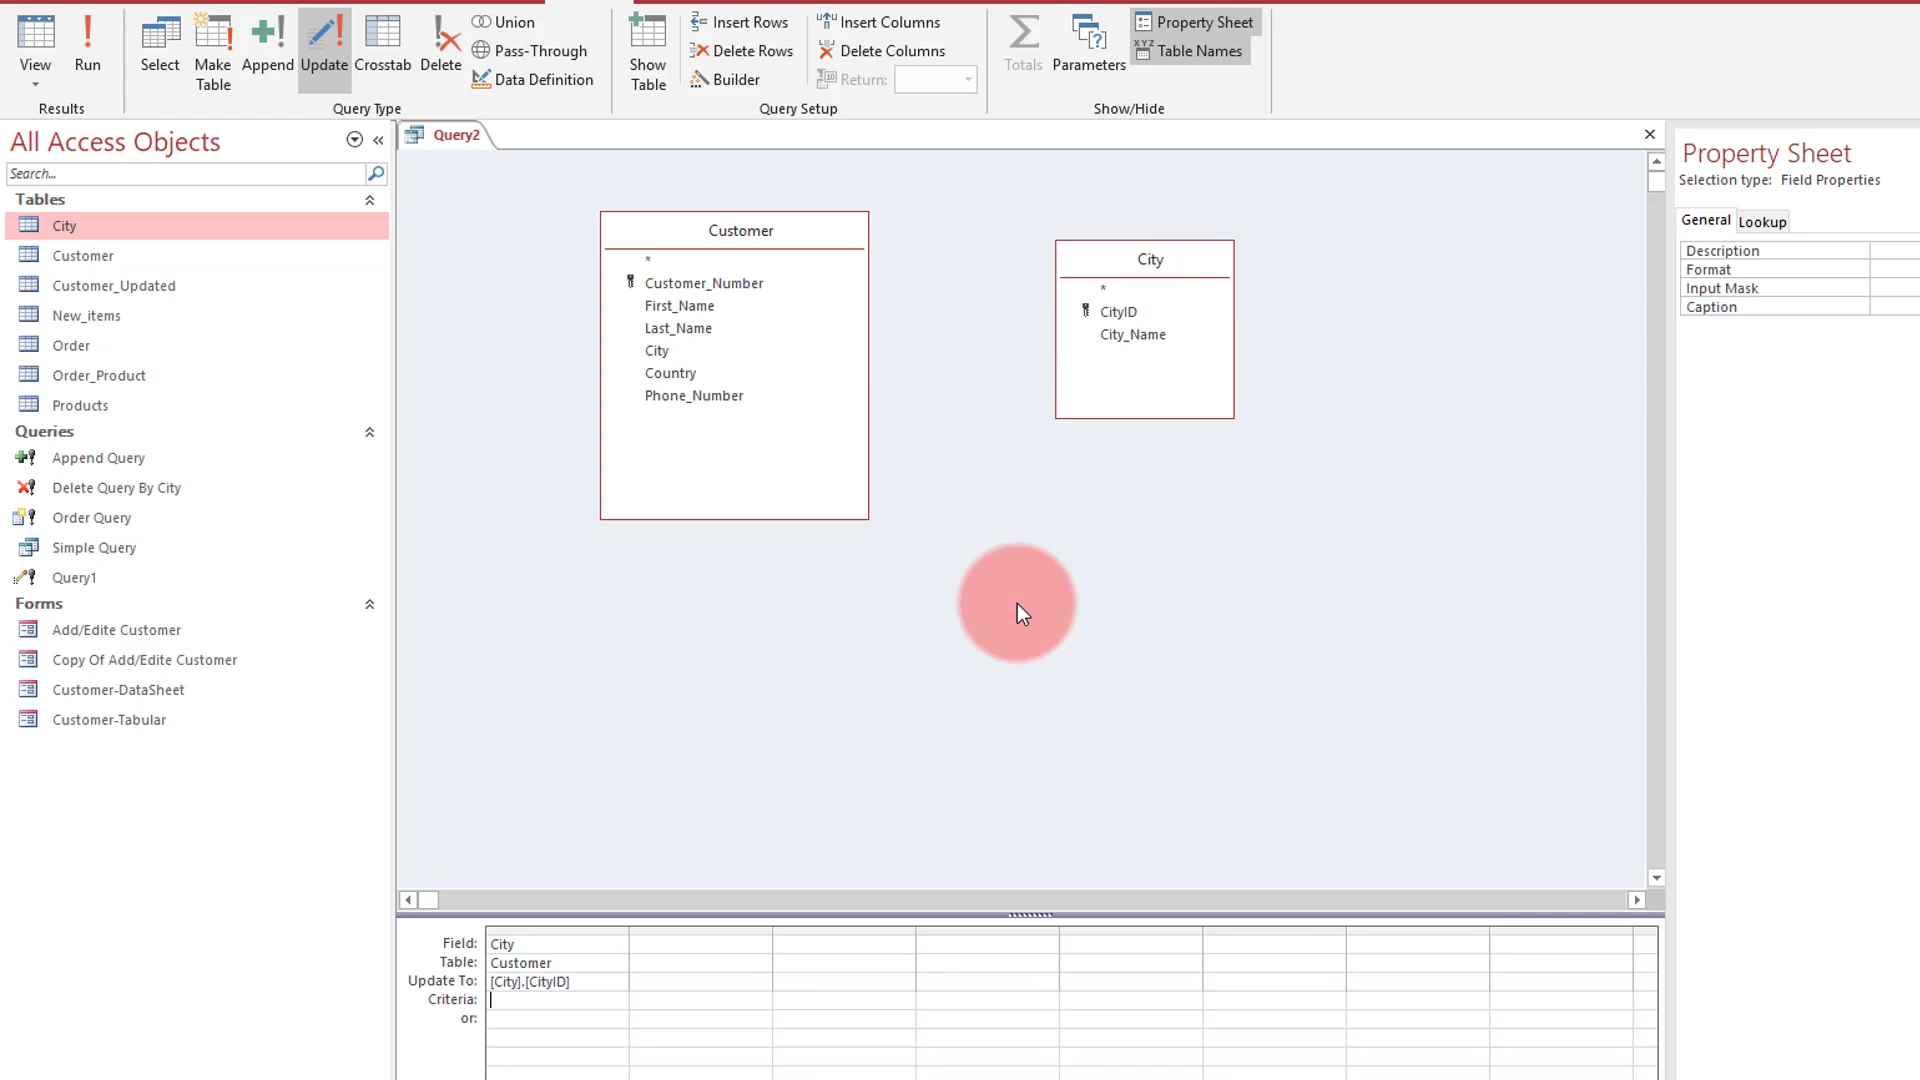 View
Run
Results
Select
Make
Table
Append
Update
Crosstab
Delete
Union
Pass-Through
Data Definition
Query Type
Show
Table
Insert Rows
Delete Rows
Builder
Insert Columns
Delete Columns
Return:
Query Setup
Totals
Parameters
Property Sheet
XYZ Table Names
Show/Hide
All Access Objects
Search...
Tables
City
Customer
Customer_Updated
New_items
Order
Order_Product
Products
Queries
Append Query
Delete Query By City
Order Query
Simple Query
Query1
Forms
Add/Edite Customer
Copy Of Add/Edite Customer
Customer-DataSheet
Customer-Tabular
Query2
Customer
*
Customer_Number
First_Name
Last_Name
City
Country
Phone_Number
City
*
CityID
City_Name
Field: City
Table: Customer
Update To: [City].[CityID]
Criteria:
or:
Property Sheet
Selection type: Field Properties
General Lookup
Description
Format
Input Mask
Caption